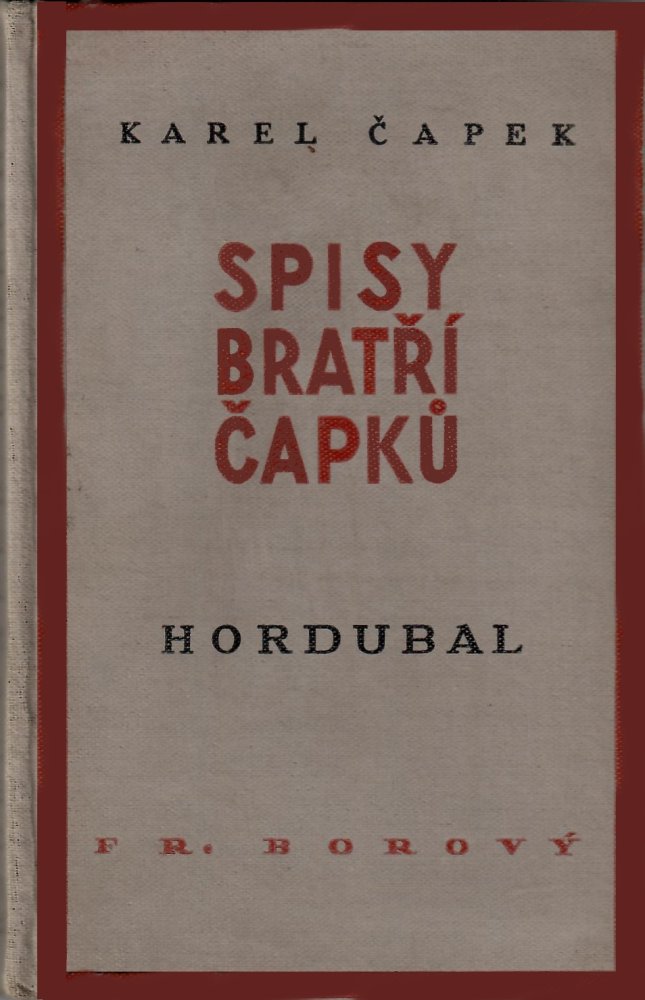 KAREL ČAPEK
SPISY
BRATŘÍ
ČAPKŮ
HORDUBAL
FR. BOROVÝ